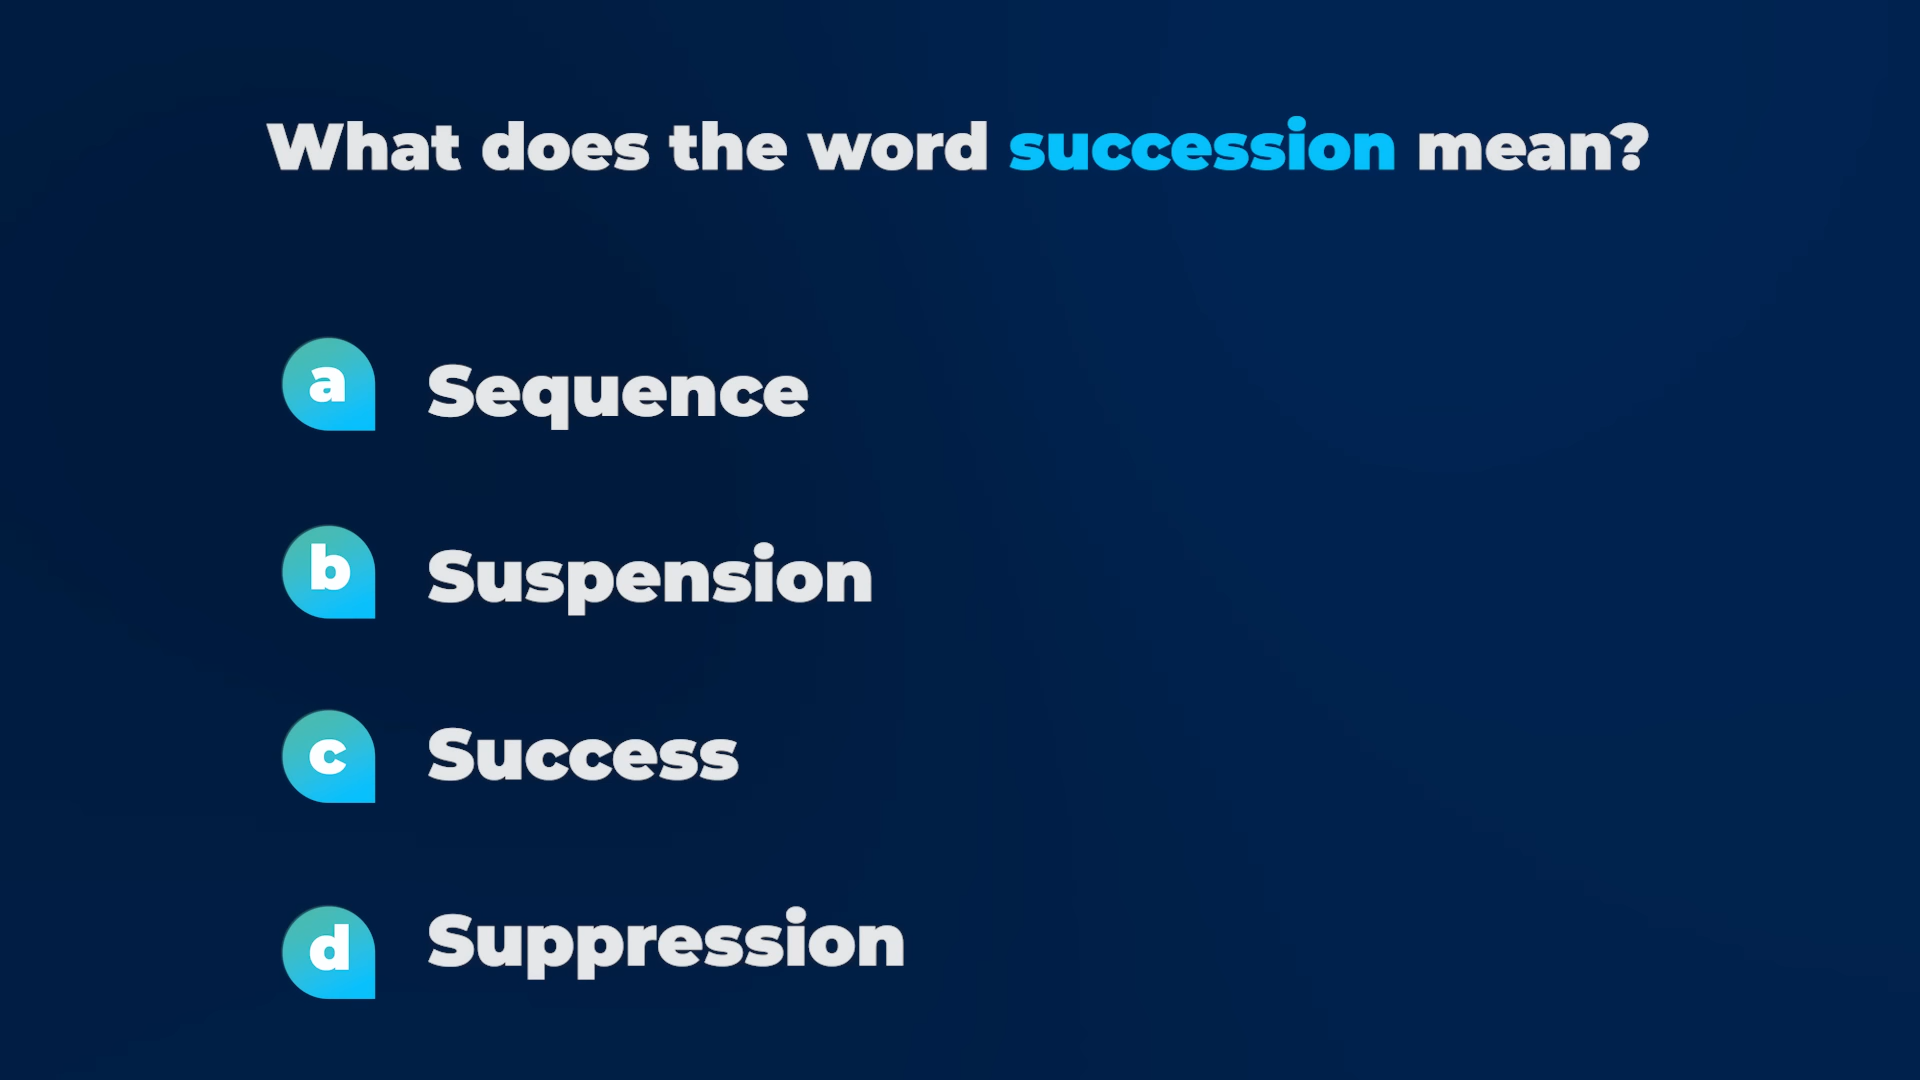 What does the word succession mean?
a Sequence
b Suspension
c Success
d Suppression